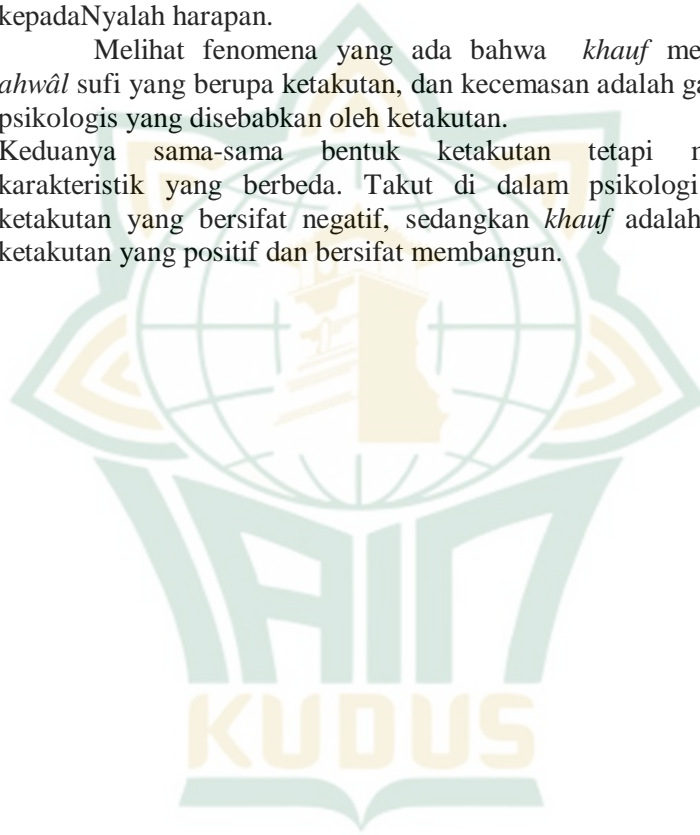 kepadaNyalah harapan.
Melihat fenomena yang ada bahwa khauf me
ahwâl sufi yang berupa ketakutan, dan kecemasan adalah ga
psikologis yang disebabkan oleh ketakutan.
Keduanya sama-sama bentuk ketakutan tetapi m
karakteristik yang berbeda. Takut di dalam psikologi
ketakutan yang bersifat negatif, sedangkan khauf adalah
ketakutan yang positif dan bersifat membangun.
IAIN
KUDUS